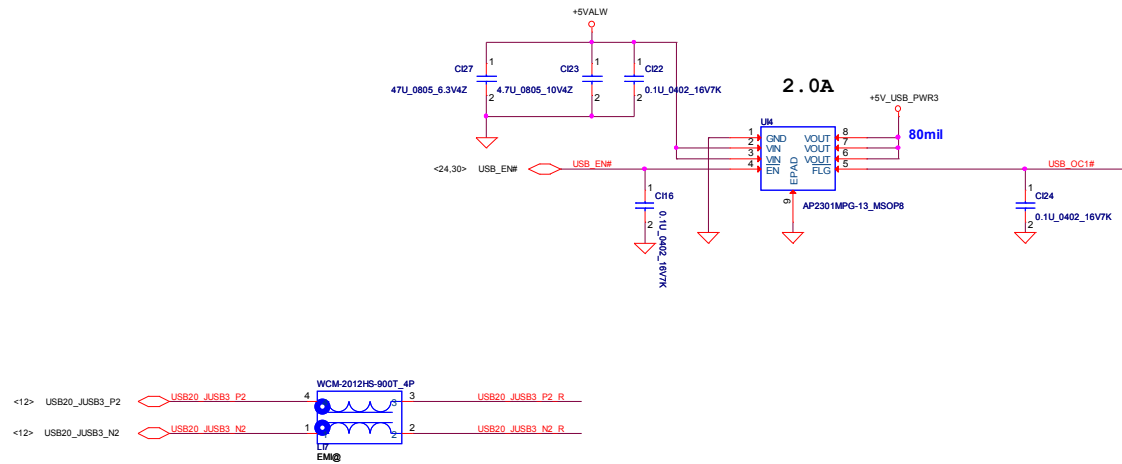 +5VALW
1
CI27
2
47U_0805_6.3V4Z
1
CI23
2
4.7U_0805_10V4Z
1
CI22
2
0.1U_0402_16V7K
2.0A
+5V_USB_PWR3
80mil
UI4
1 GND VOUT 8
2 VIN VOUT 7
3 VIN VOUT 6
4 EN FLG 5
EPAD
9
AP2301MPG-13_MSOP8
<24,30> USB_EN# USB_EN#
USB_OC1#
1
CI16
2
0.1U_0402_16V7K
1
CI24
2
0.1U_0402_16V7K
WCM-2012HS-900T_4P
<12> USB20_JUSB3_P2 USB20_JUSB3_P2 4 3 3 USB20_JUSB3_P2_R
<12> USB20_JUSB3_N2 USB20_JUSB3_N2 1 1 2 2 USB20_JUSB3_N2_R
LI7
EMI@